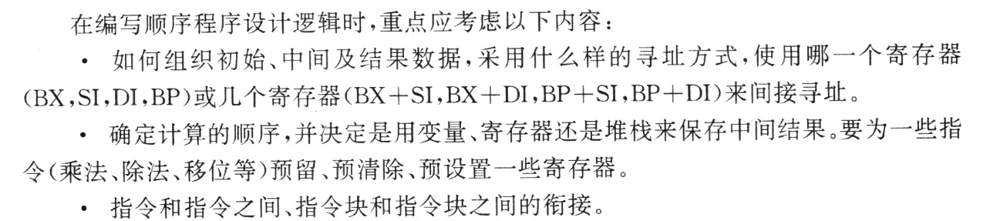 在编写顺序程序设计逻辑时,重点应考虑以下内容:
· 如何组织初始、中间及结果数据,采用什么样的寻址方式,使用哪一个寄存器
(BX,SI,DI,BP)或几个寄存器(BX+SI,BX+DI,BP+SI,BP+DI)来间接寻址。
· 确定计算的顺序,并决定是用变量、寄存器还是堆栈来保存中间结果。要为一些指
令(乘法、除法、移位等)预留、预清除、预设置一些寄存器。
· 指令和指令之间、指令块和指令块之间的衔接。